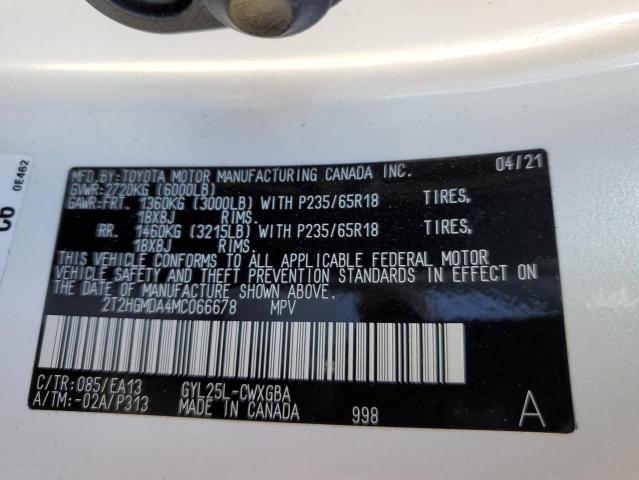 MFD.BY:TOYOTA MOTOR MANUFACTURING CANADA INC. 04/21
GVWR:2720KG (6000LB)
GAWR:FRT. 1360KG (3000LB) WITH P235/65R18 TIRES,
18X8J RIMS.
RR. 1460KG (3215LB) WITH P235/65R18 TIRES,
18X8J RIMS.
THIS VEHICLE CONFORMS TO ALL APPLICABLE FEDERAL MOTOR
VEHICLE SAFETY AND THEFT PREVENTION STANDARDS IN EFFECT ON
THE DATE OF MANUFACTURE SHOWN ABOVE.
2T2HGMDA4MC066678 MPV
C/TR:085/EA13 GYL25L-CWXGBA
A/TM:-02A/P313 MADE IN CANADA 998 A
0E462